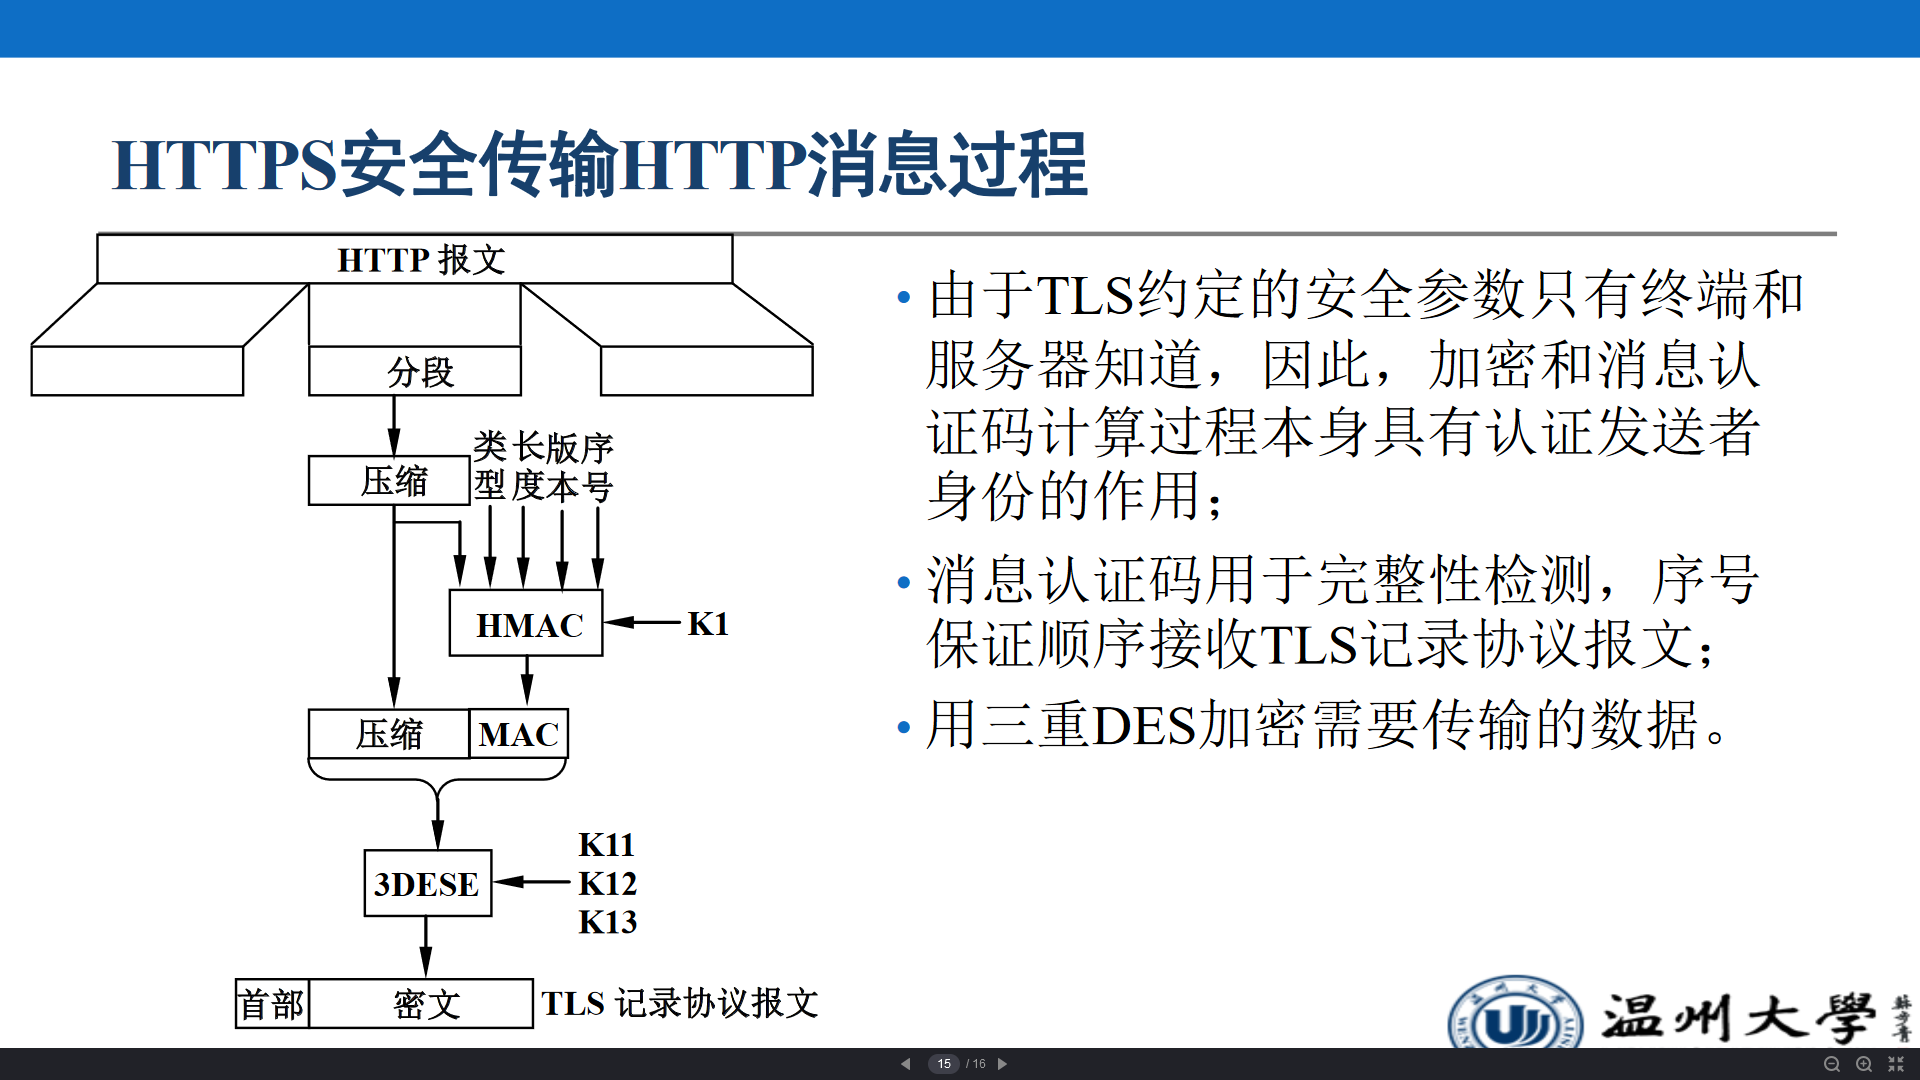 HTTPS安全传输HTTP消息过程
HTTP 报文
分段
压缩
类 长 版 序
型 度 本 号
HMAC
K1
压缩
MAC
3DESE
K11
K12
K13
首部
密文
TLS 记录协议报文
• 由于TLS约定的安全参数只有终端和
服务器知道，因此，加密和消息认
证码计算过程本身具有认证发送者
身份的作用；
• 消息认证码用于完整性检测，序号
保证顺序接收TLS记录协议报文；
• 用三重DES加密需要传输的数据。
温州大學
15 / 16